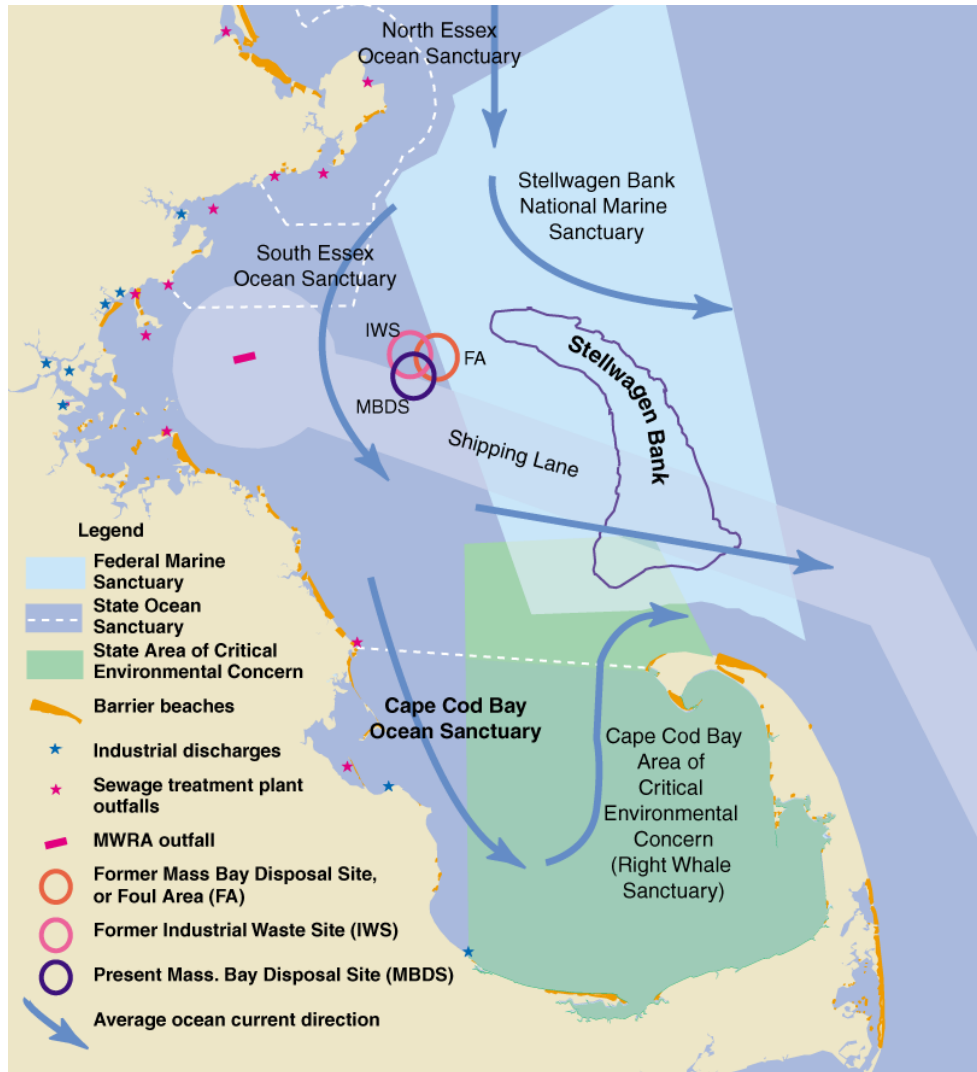 North Essex
Ocean Sanctuary
Stellwagen Bank
National Marine
Sanctuary
South Essex
Ocean Sanctuary
IWS
FA
MBDS
Stellwagen Bank
Shipping Lane
Legend
Federal Marine
Sanctuary
State Ocean
Sanctuary
State Area of Critical
Environmental Concern
Barrier beaches
Industrial discharges
Sewage treatment plant
outfalls
MWRA outfall
Former Mass Bay Disposal Site,
or Foul Area (FA)
Former Industrial Waste Site (IWS)
Present Mass. Bay Disposal Site (MBDS)
Average ocean current direction
Cape Cod Bay
Ocean Sanctuary
Cape Cod Bay
Area of
Critical
Environmental
Concern
(Right Whale
Sanctuary)